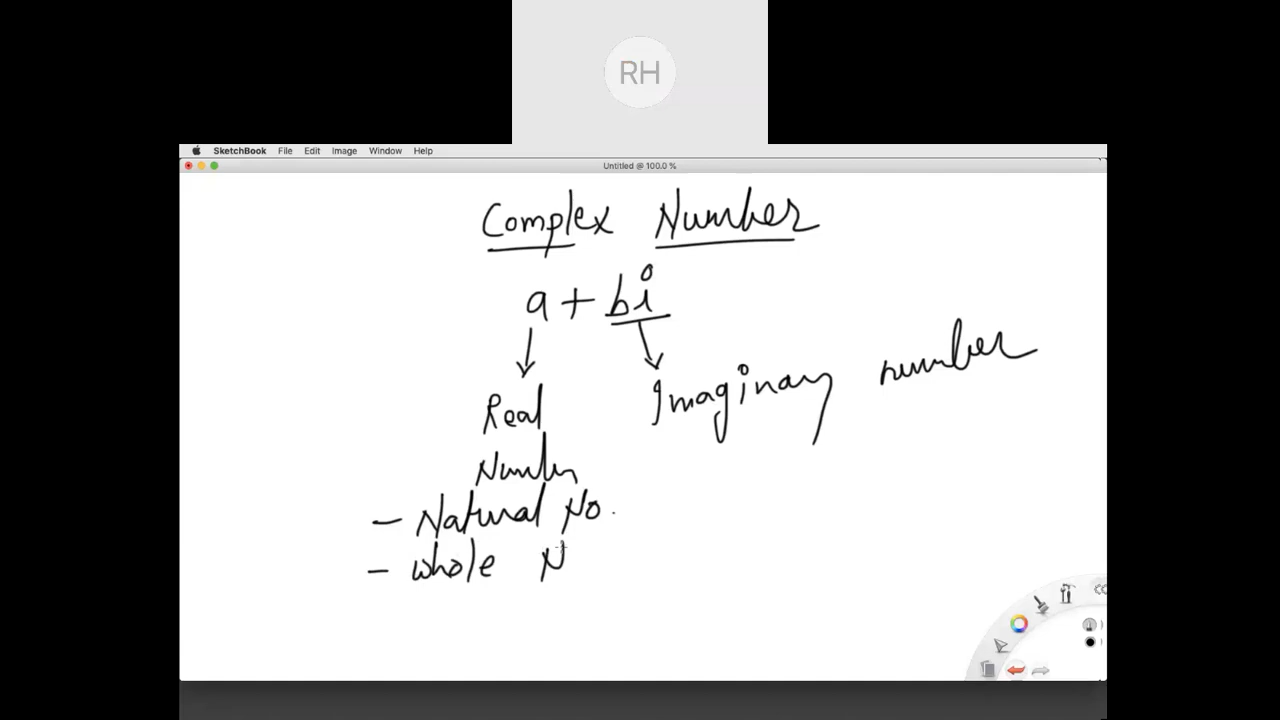 RH
SketchBook File Edit Image Window Help
Untitled @ 100.0 %
Complex Number
a + bi
Real Imaginary number
Number
- Natural No.
- whole N